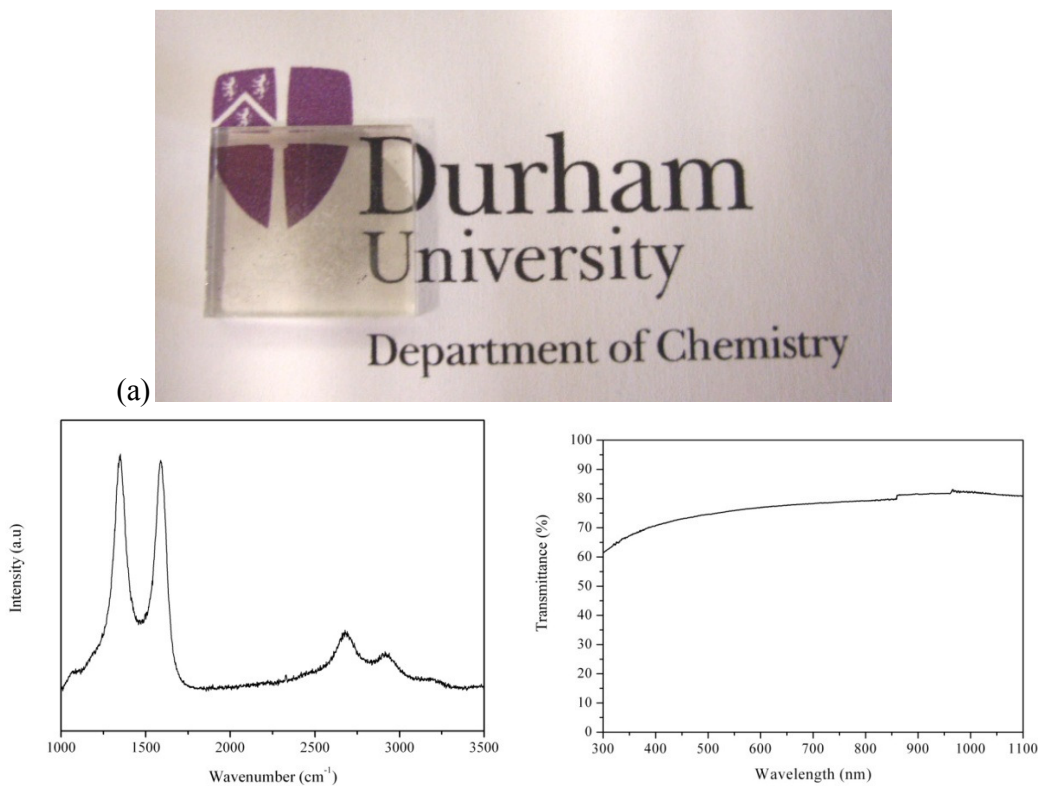 Durham
University
Department of Chemistry
(a)
Intensity (a.u)
1000 1500 2000 2500 3000 3500
Wavenumber (cm⁻¹)
Transmittance (%)
100
90
80
70
60
50
40
30
20
10
0
300 400 500 600 700 800 900 1000 1100
Wavelength (nm)